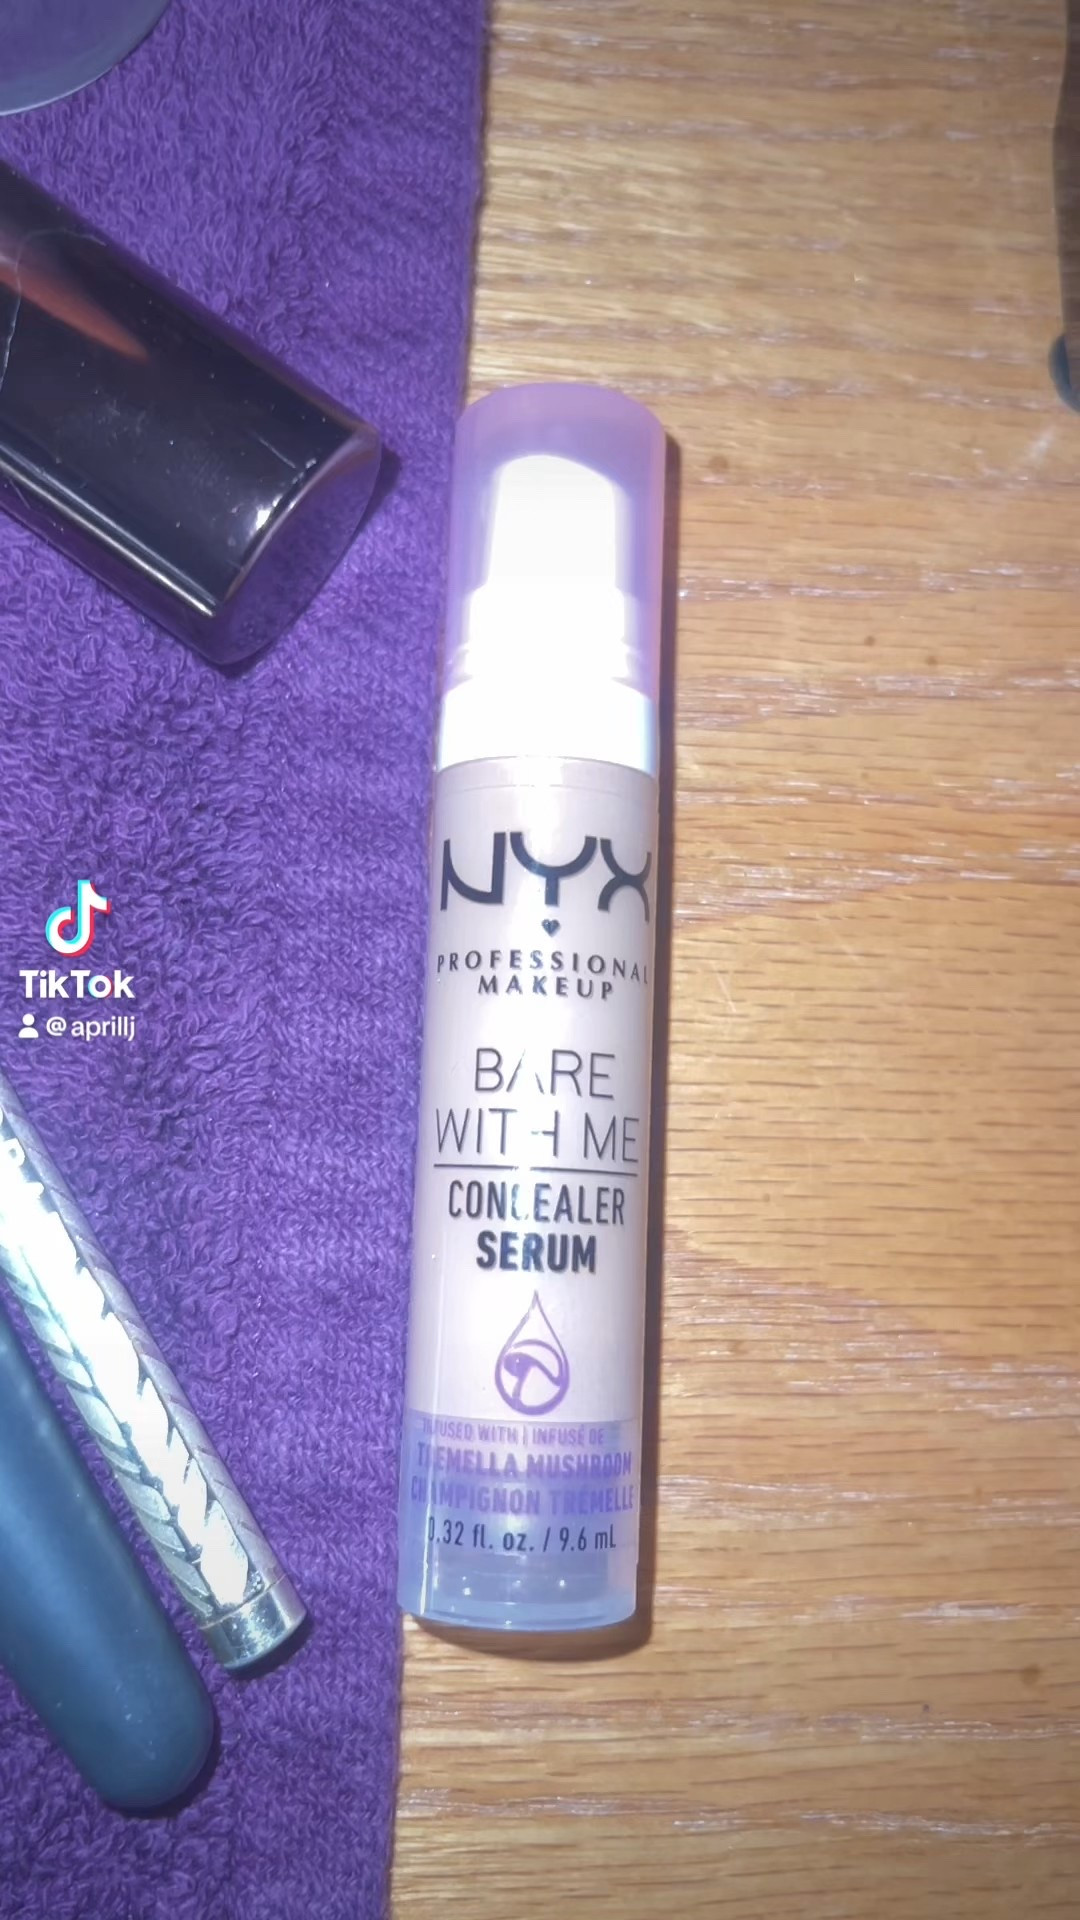 NYX
PROFESSIONAL
MAKEUP
BARE
WITH ME
CONCEALER
SERUM
INFUSED WITH | INFUSÉ DE
TREMELLA MUSHROOM
CHAMPIGNON TRÉMELLE
0.32 fl. oz. / 9.6 mL
TikTok
@aprillj